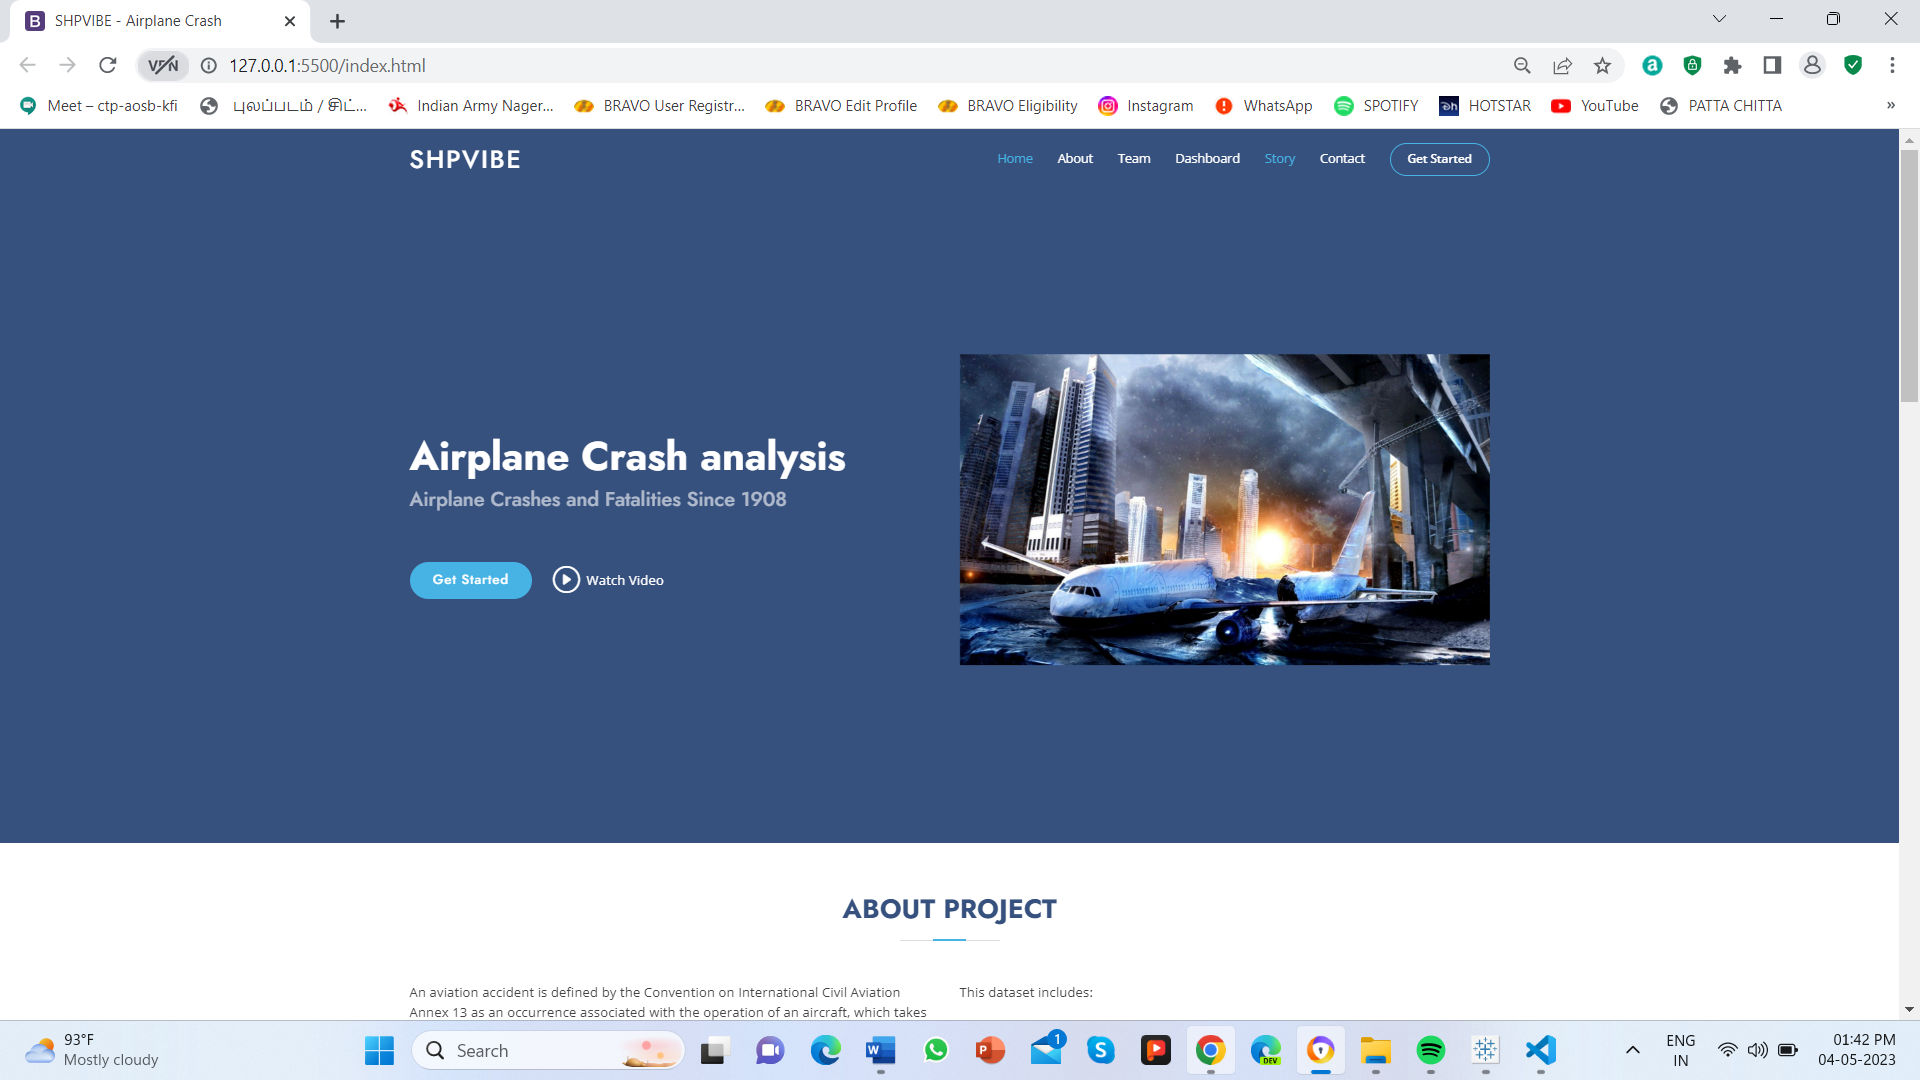 SHPVIBE - Airplane Crash
VPN
127.0.0.1:5500/index.html
Meet – ctp-aosb-kfi
புலப்படம் / சிட்...
Indian Army Nager...
BRAVO User Registr...
BRAVO Edit Profile
BRAVO Eligibility
Instagram
WhatsApp
SPOTIFY
HOTSTAR
YouTube
PATTA CHITTA
»
SHPVIBE
Home
About
Team
Dashboard
Story
Contact
Get Started
Airplane Crash analysis
Airplane Crashes and Fatalities Since 1908
Get Started
Watch Video
ABOUT PROJECT
An aviation accident is defined by the Convention on International Civil Aviation
Annex 13 as an occurrence associated with the operation of an aircraft, which takes
This dataset includes:
93°F
Mostly cloudy
Search
1
DEV
ENG
IN
01:42 PM
04-05-2023